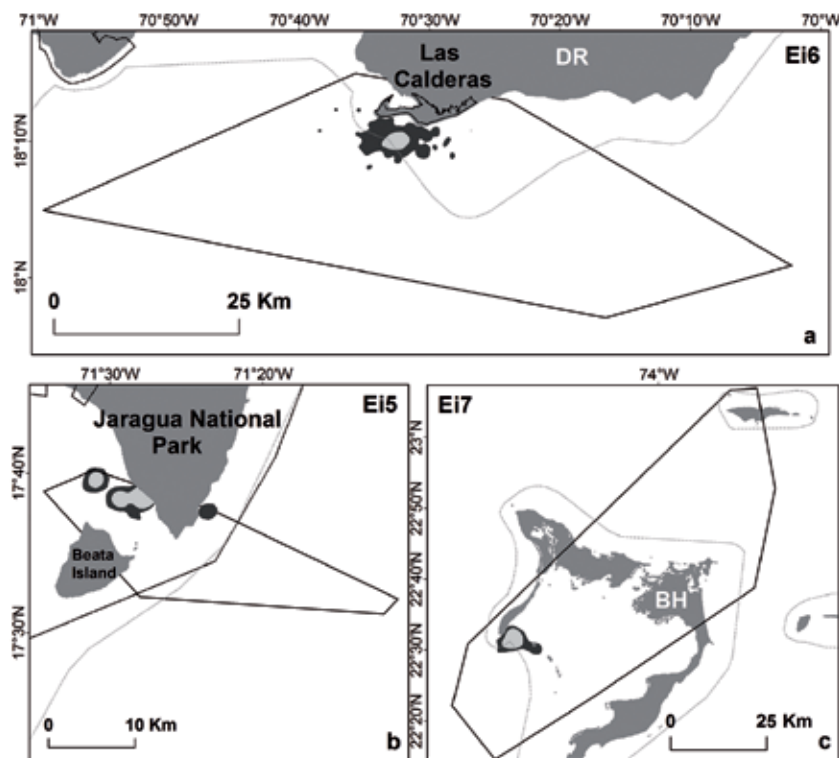 71°W 70°50'W 70°40'W 70°30'W 70°20'W 70°10'W 70°W
Las
Calderas
DR
Ei6
18°10'N
18°N
0 25 Km
a
71°30'W 71°20'W
Ei5
Jaragua National
Park
17°40'N
Beata
Island
17°30'N
0 10 Km
b
74°W
Ei7
23°N
22°50'N
22°40'N
BH
22°30'N
22°20'N
0 25 Km
c